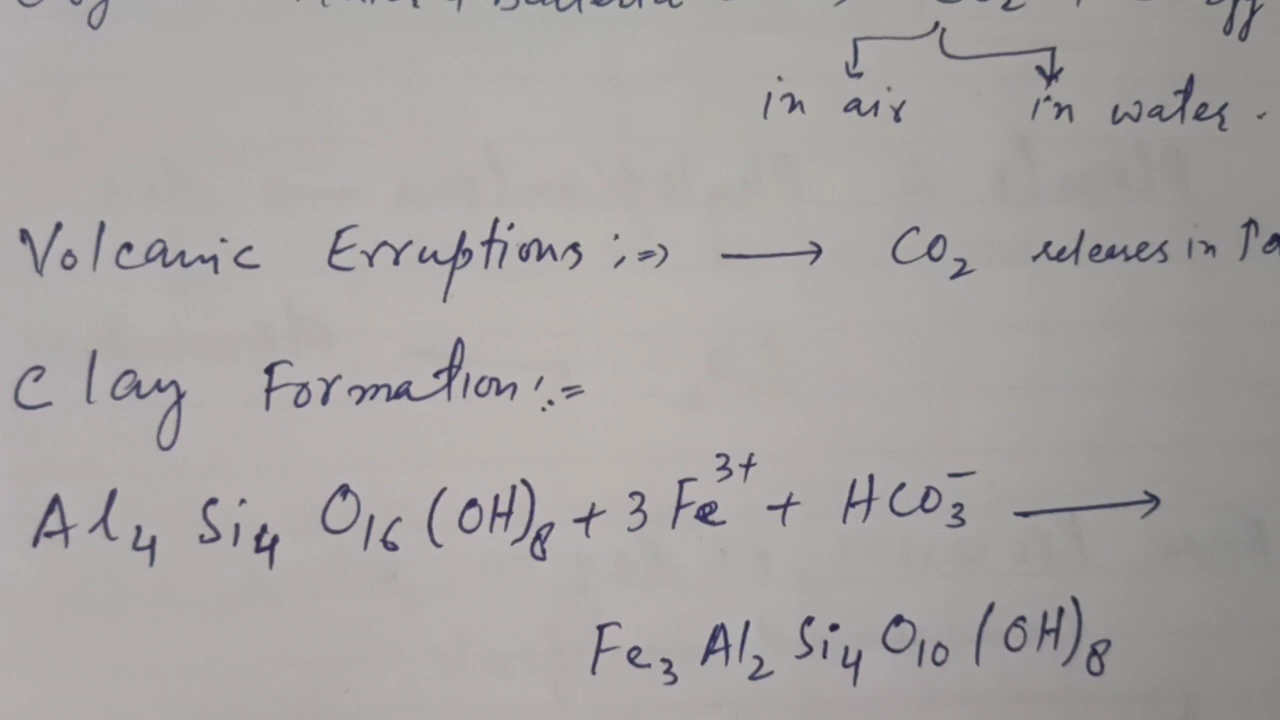 in air in water.
Volcanic Erruptions :⇒ ⟶ CO₂ releases in
Clay Formation :=
Al₄ Si₄ O₁₆ (OH)₈ + 3 Fe³⁺ + HCO₃⁻ ⟶
Fe₃ Al₂ Si₄ O₁₀ (OH)₈